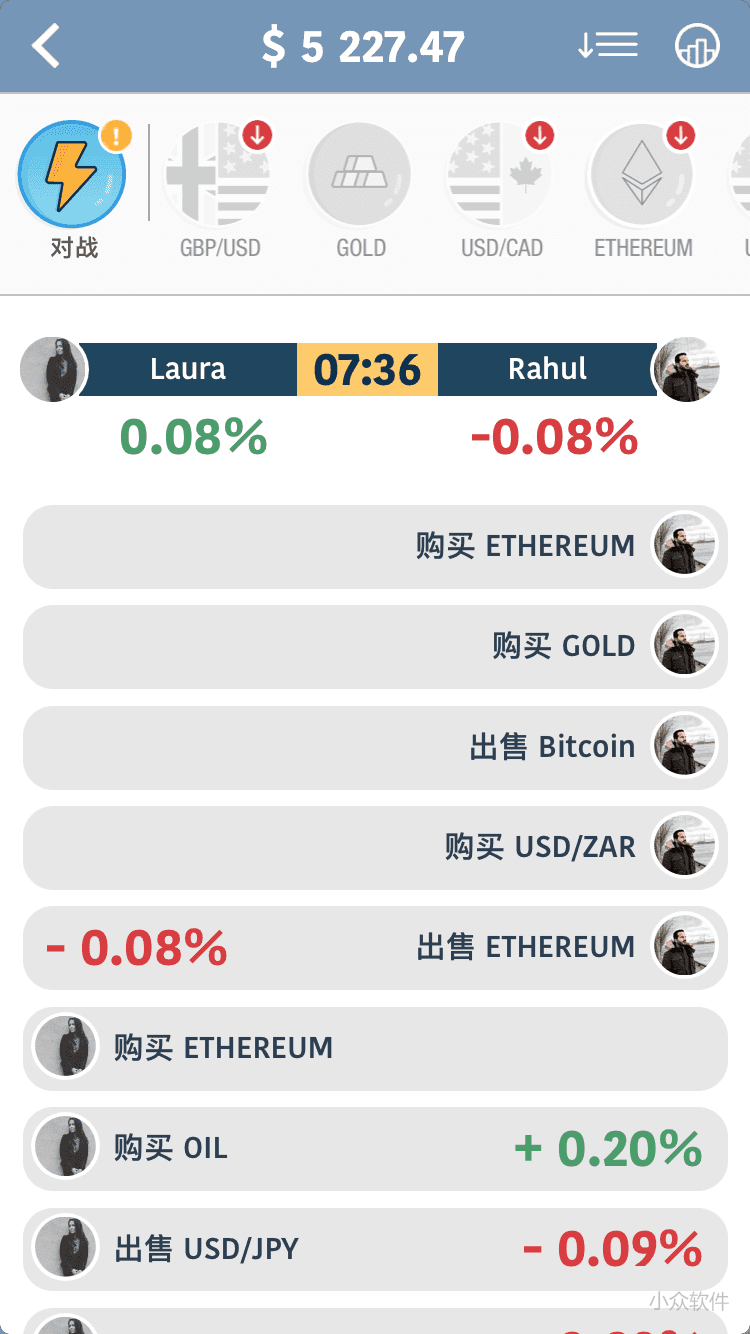 $ 5 227.47
对战
GBP/USD
GOLD
USD/CAD
ETHEREUM
Laura
07:36
Rahul
0.08%
-0.08%
购买 ETHEREUM
购买 GOLD
出售 Bitcoin
购买 USD/ZAR
- 0.08%
出售 ETHEREUM
购买 ETHEREUM
购买 OIL
+ 0.20%
出售 USD/JPY
- 0.09%
小众软件